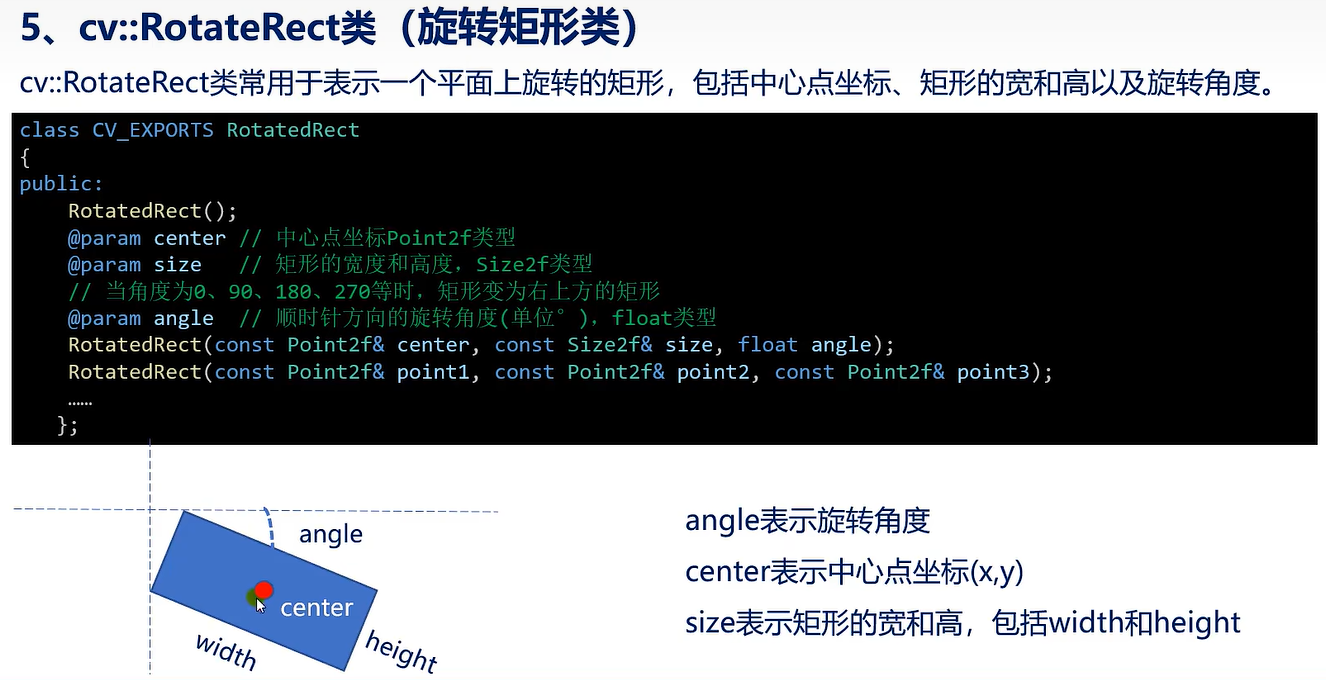 5、cv::RotateRect类（旋转矩形类）
cv::RotateRect类常用于表示一个平面上旋转的矩形，包括中心点坐标、矩形的宽和高以及旋转角度。
class CV_EXPORTS RotatedRect
{
public:
RotatedRect();
@param center // 中心点坐标Point2f类型
@param size // 矩形的宽度和高度，Size2f类型
// 当角度为0、90、180、270等时，矩形变为右上方的矩形
@param angle // 顺时针方向的旋转角度(单位°)，float类型
RotatedRect(const Point2f& center, const Size2f& size, float angle);
RotatedRect(const Point2f& point1, const Point2f& point2, const Point2f& point3);
……
};
angle
center
width
height
angle表示旋转角度
center表示中心点坐标(x,y)
size表示矩形的宽和高，包括width和height